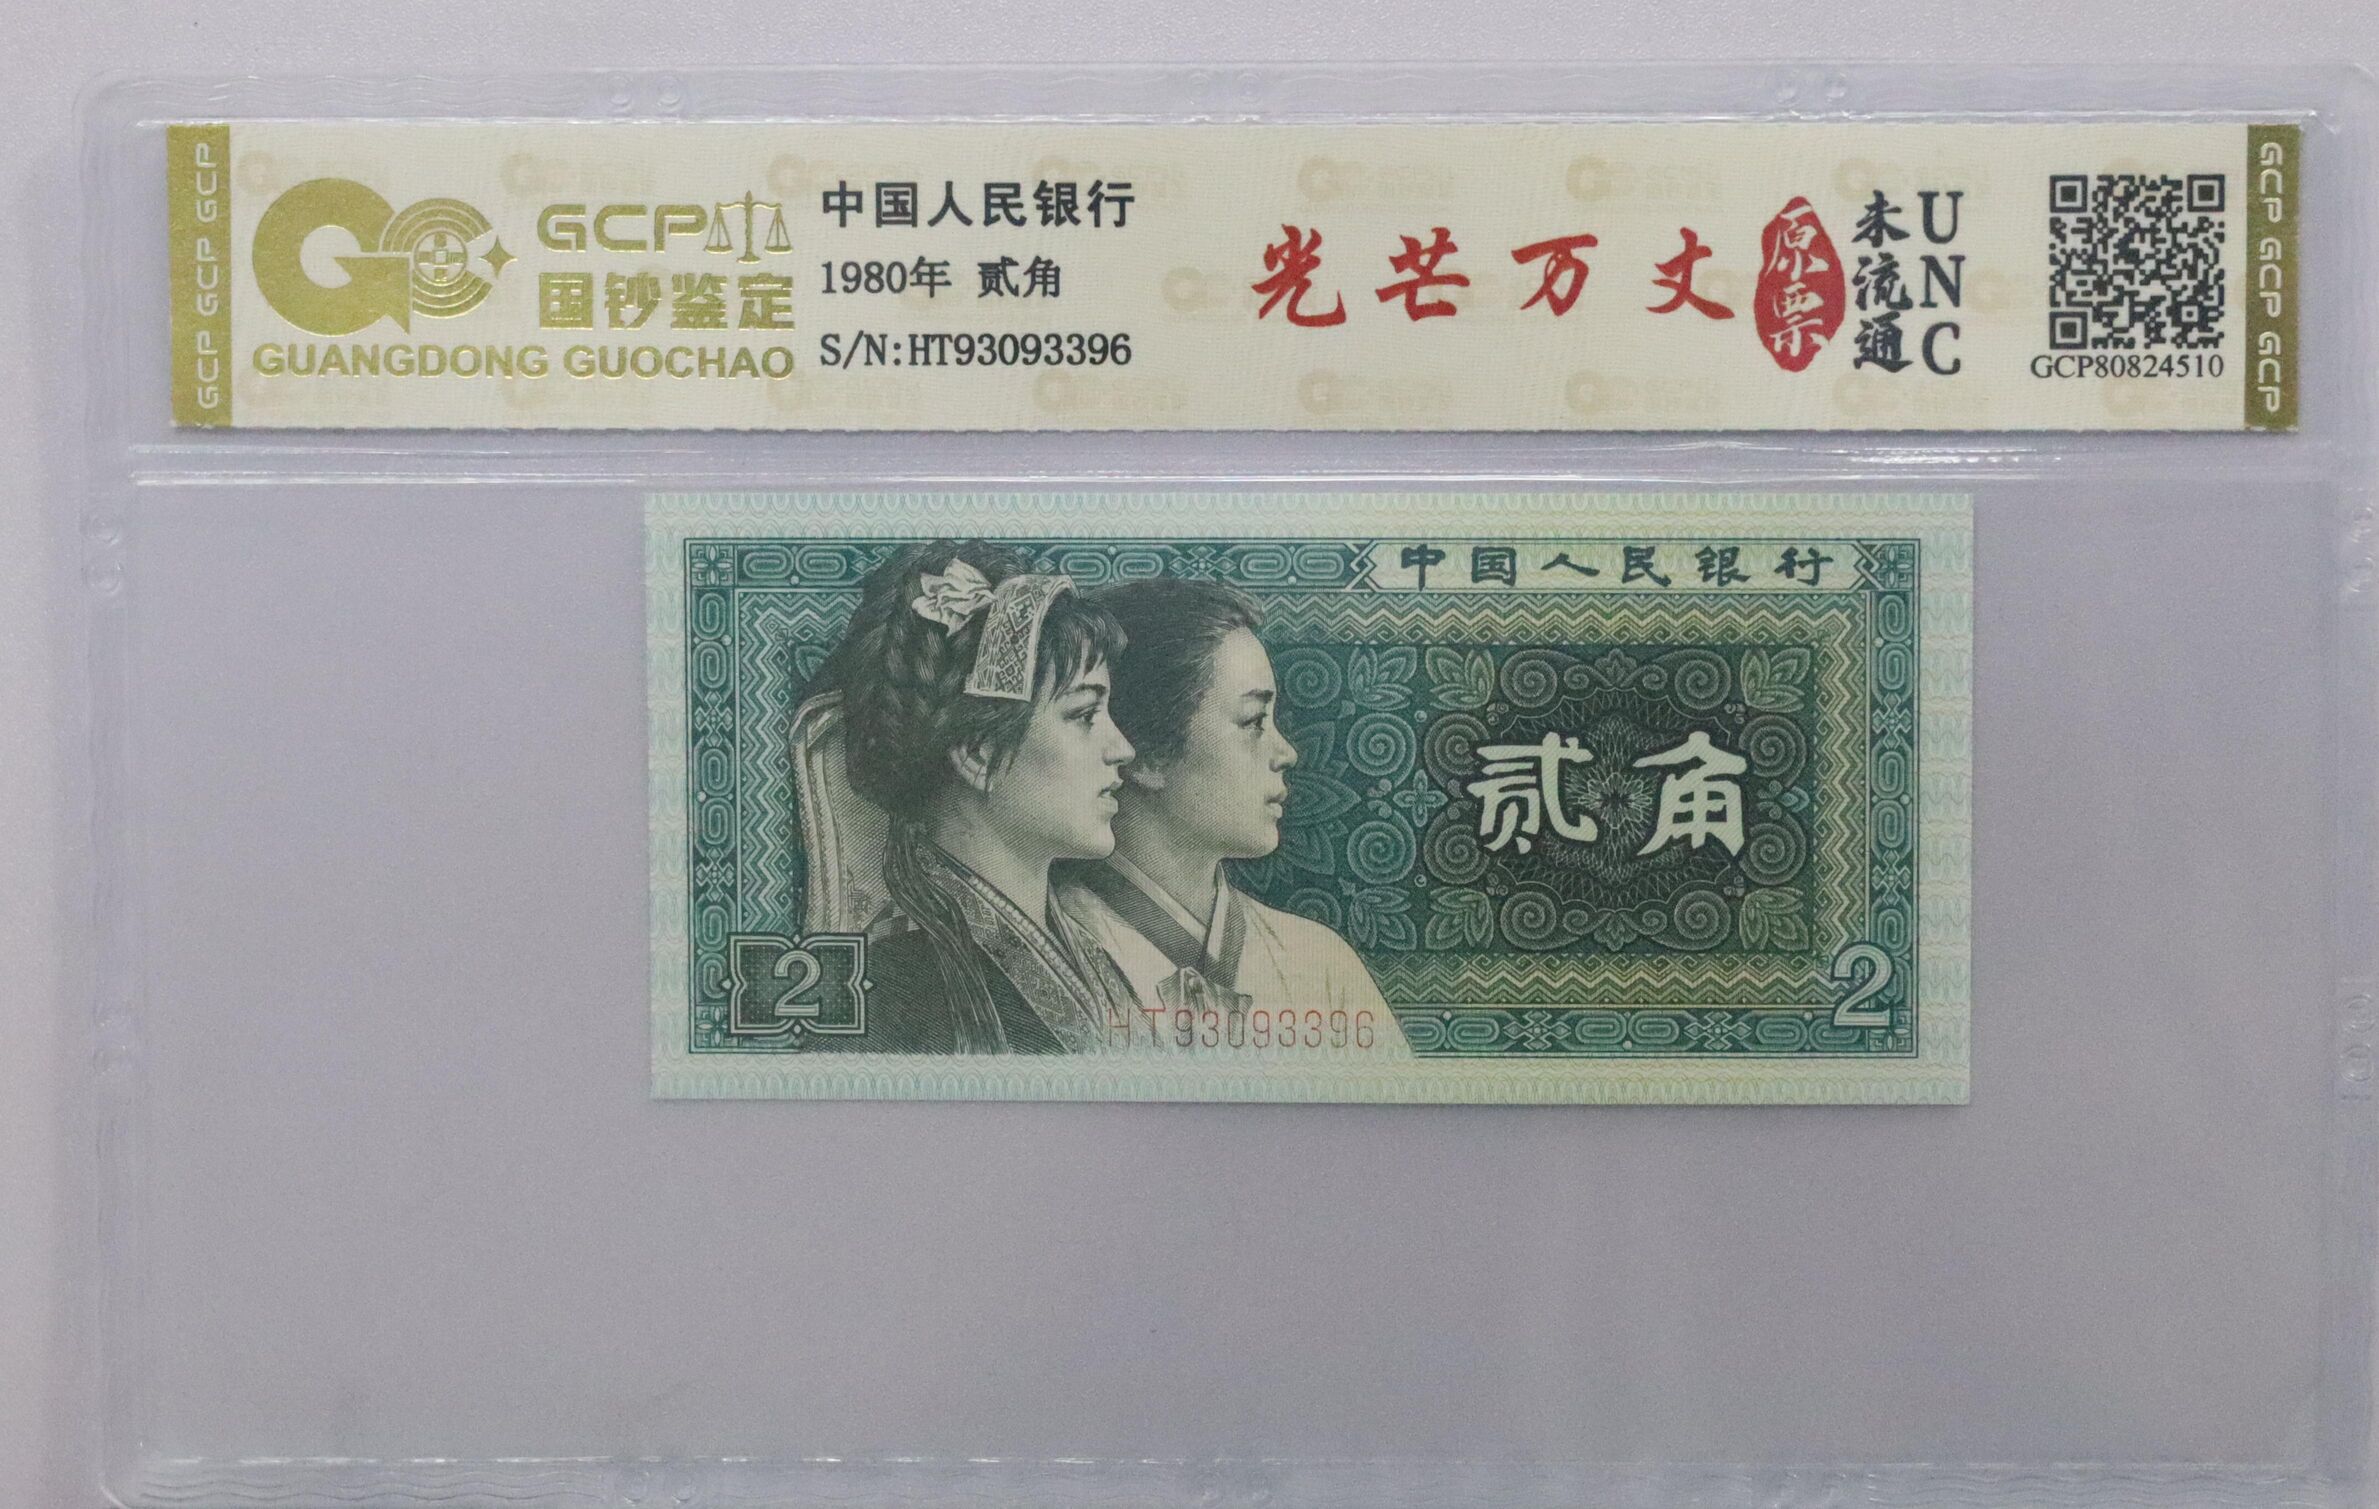 GCP GCP GCP
GCP
国钞鉴定
GUANGDONG GUOCHAO
中国人民银行
1980年 贰角
S/N:HT93093396
光芒万丈
原票
未流通
UNC
GCP80824510
GCP GCP GCP
中国人民银行
贰角
2
2
HT93093396